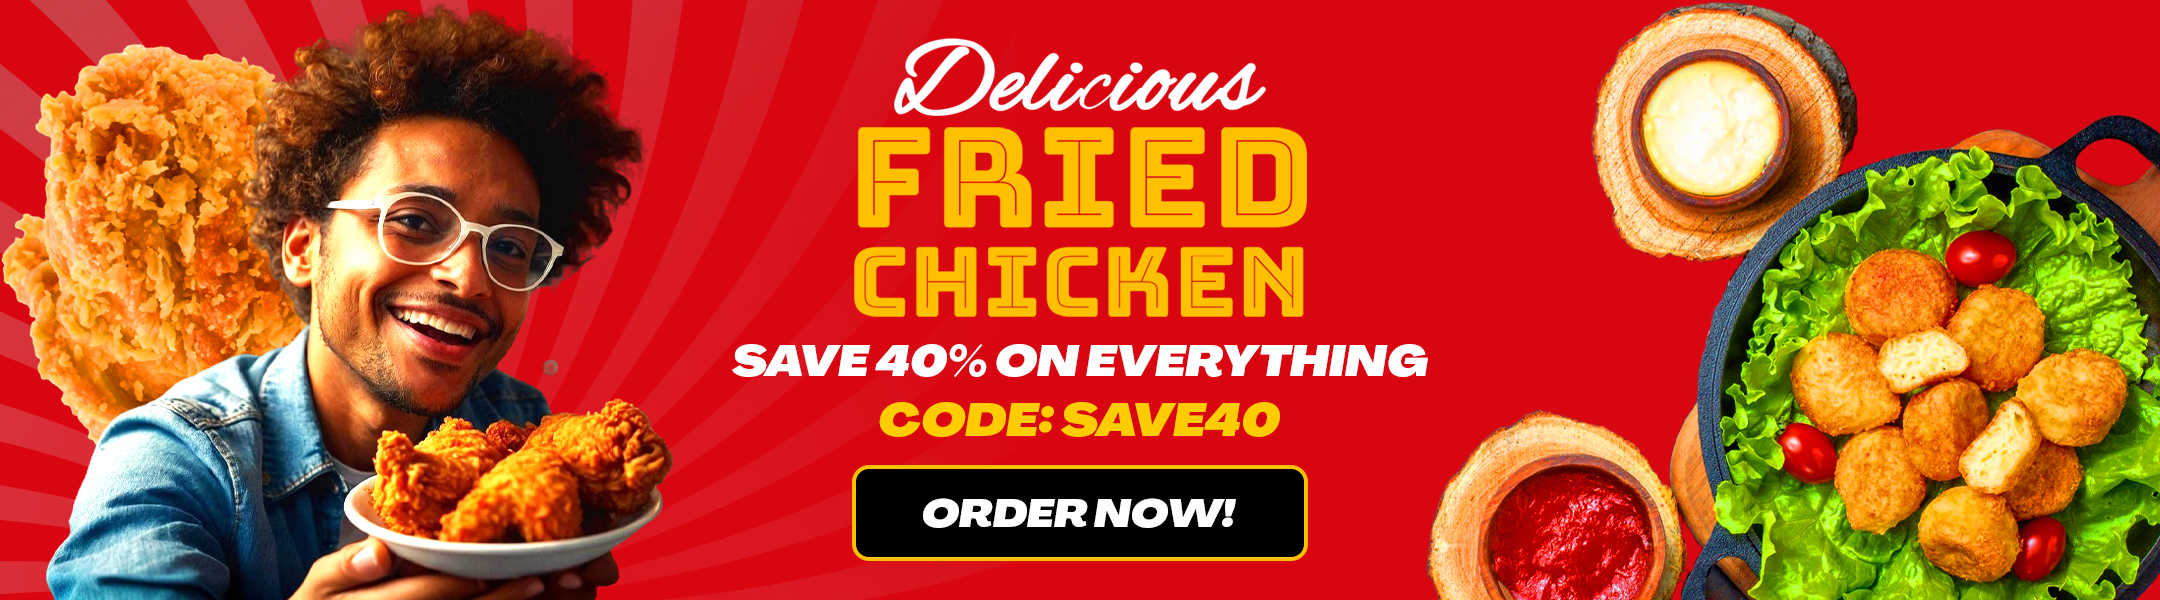 Delicious
FRIED
CHICKEN
SAVE 40% ON EVERYTHING
CODE: SAVE40
ORDER NOW!